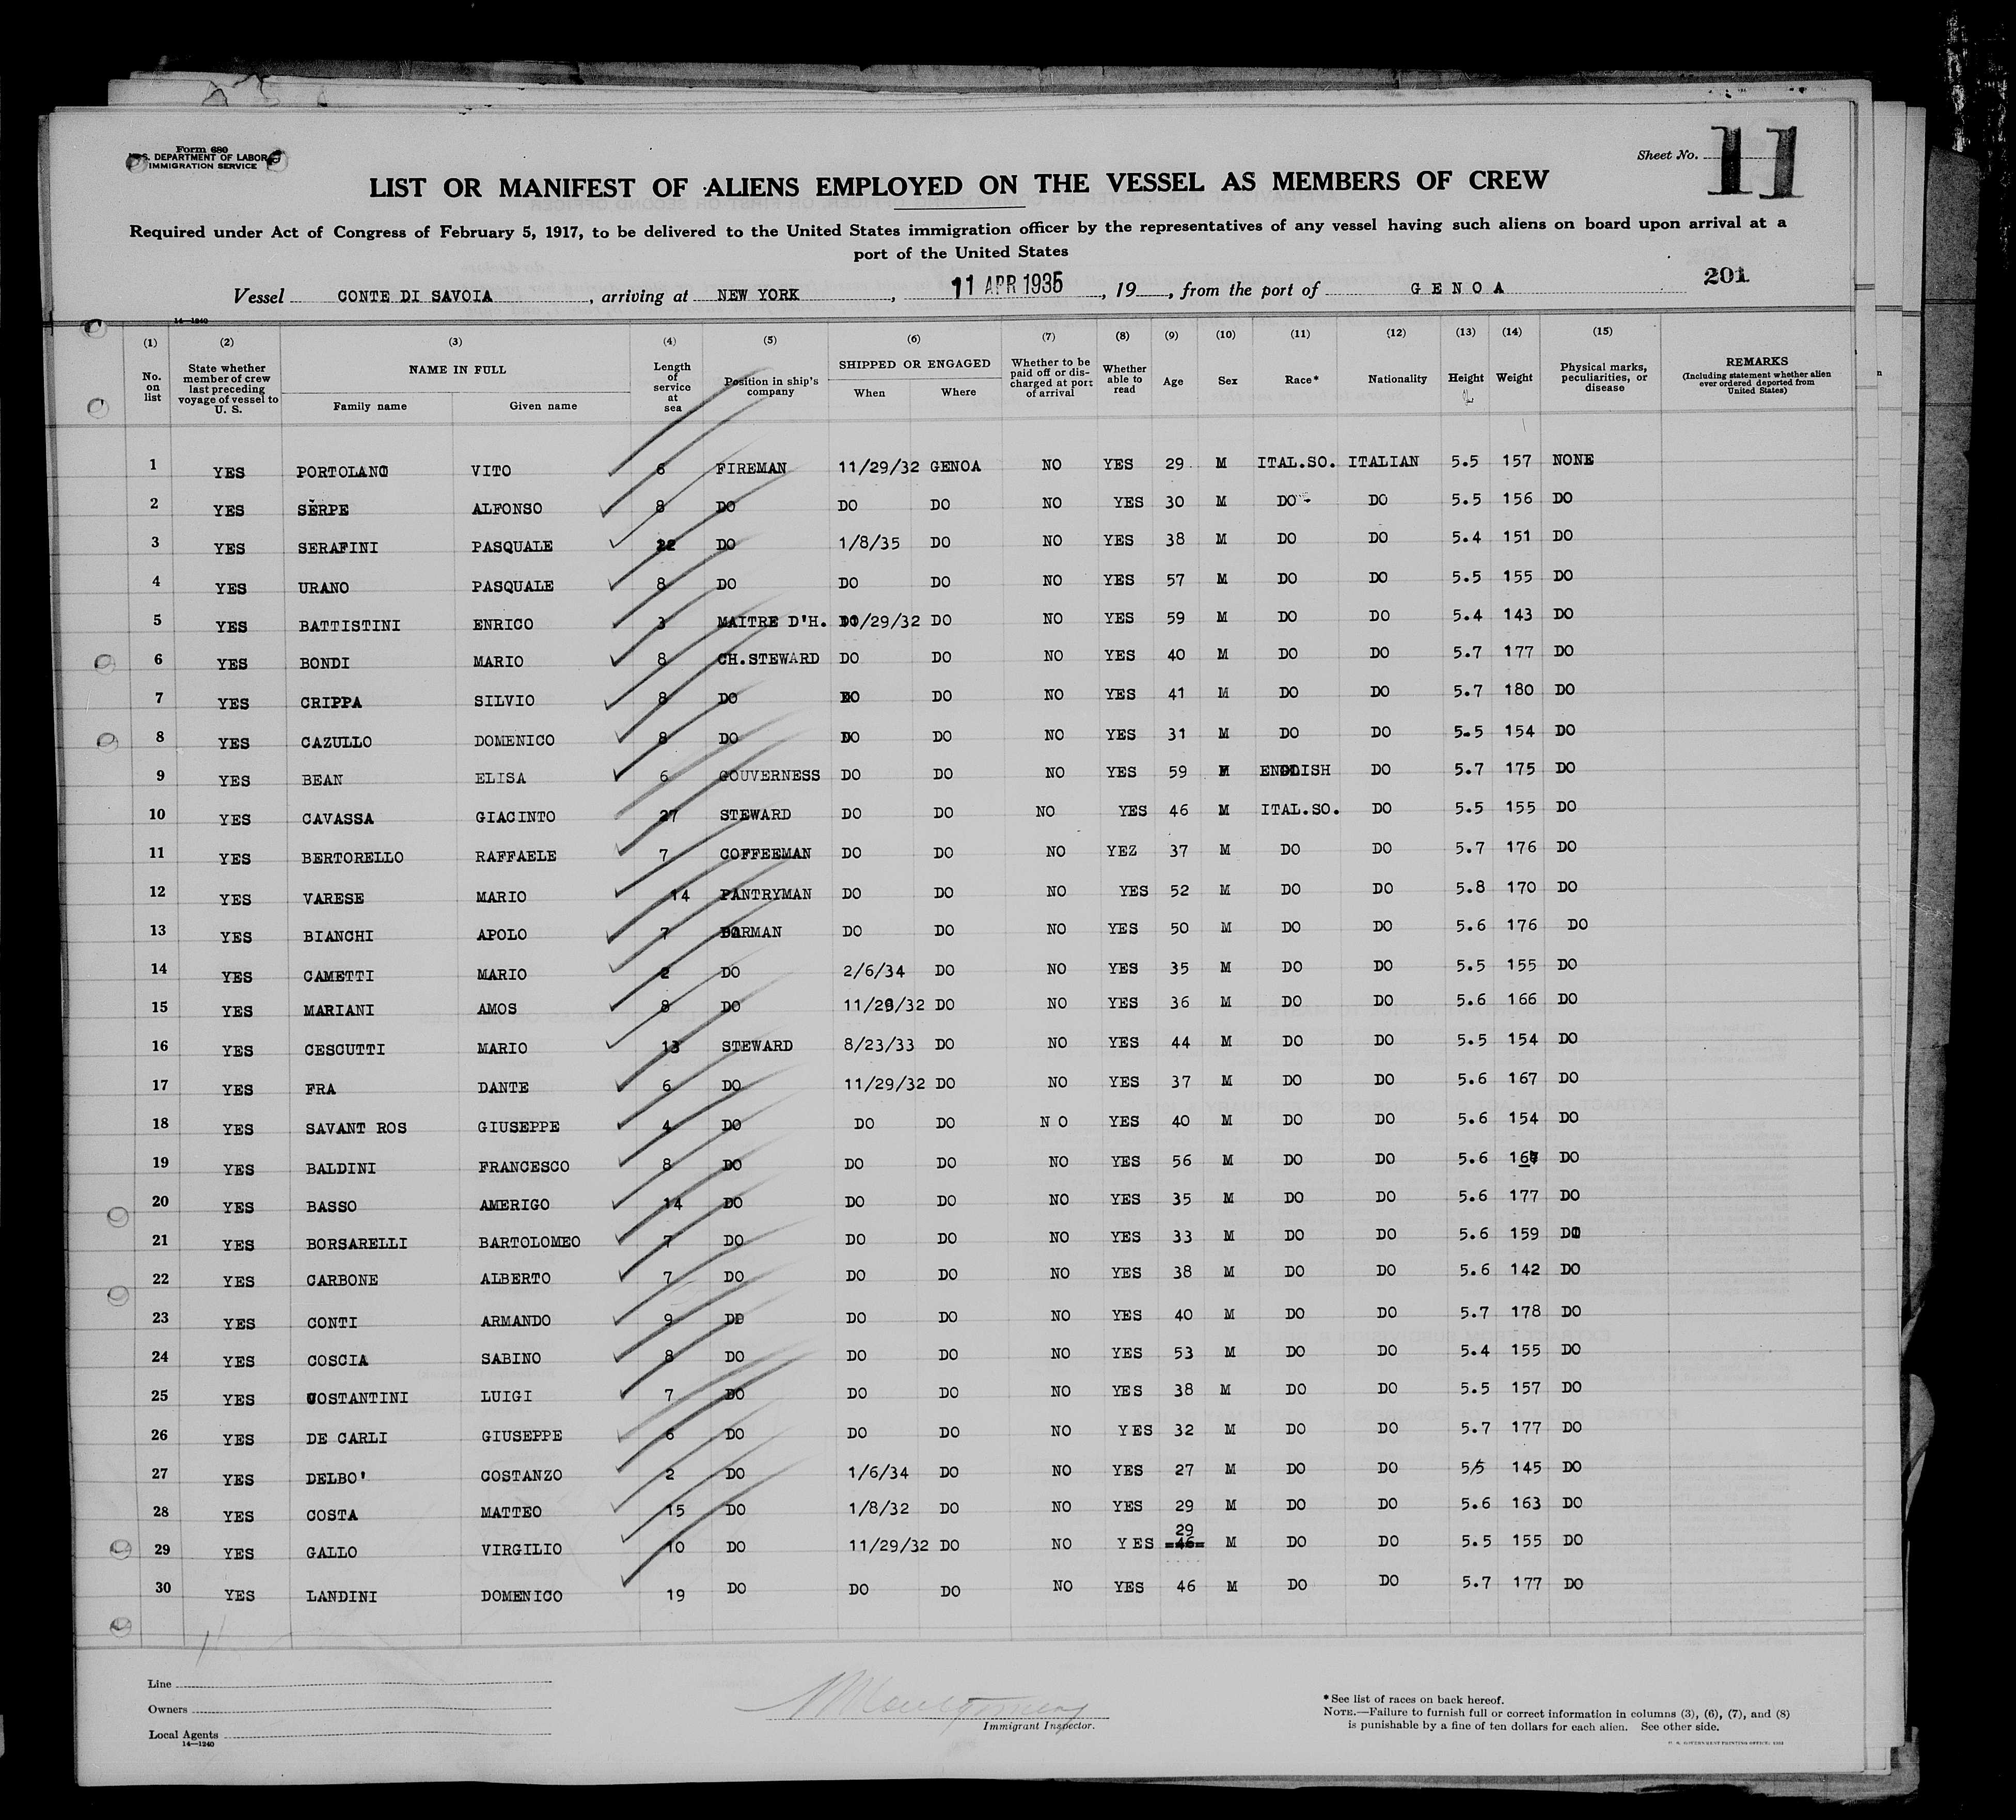 Form 680
U.S. DEPARTMENT OF LABOR
IMMIGRATION SERVICE
Sheet No. 11
LIST OR MANIFEST OF ALIENS EMPLOYED ON THE VESSEL AS MEMBERS OF CREW
Required under Act of Congress of February 5, 1917, to be delivered to the United States immigration officer by the representatives of any vessel having such aliens on board upon arrival at a
port of the United States
201
Vessel CONTE DI SAVOIA, arriving at NEW YORK, 11 APR 1935, 19, from the port of GENOA
14—1240
(1) (2) (3) (4) (5) (6) (7) (8) (9) (10) (11) (12) (13) (14) (15)
No. on list State whether member of crew last preceding voyage of vessel to U. S. NAME IN FULL Family name Given name Length of service at sea Position in ship's company SHIPPED OR ENGAGED When Where Whether to be paid off or discharged at port of arrival Whether able to read Age Sex Race* Nationality Height Weight Physical marks, peculiarities, or disease REMARKS (Including statement whether alien ever ordered deported from United States)
1 YES PORTOLANO VITO 6 FIREMAN 11/29/32 GENOA NO YES 29 M ITAL.SO. ITALIAN 5.5 157 NONE
2 YES SERPE ALFONSO 8 DO DO DO NO YES 30 M DO DO 5.5 156 DO
3 YES SERAFINI PASQUALE 22 DO 1/8/35 DO NO YES 38 M DO DO 5.4 151 DO
4 YES URANO PASQUALE 8 DO DO DO NO YES 57 M DO DO 5.5 155 DO
5 YES BATTISTINI ENRICO 3 MAITRE D'H. 11/29/32 DO NO YES 59 M DO DO 5.4 143 DO
6 YES BONDI MARIO 8 CH.STEWARD DO DO NO YES 40 M DO DO 5.7 177 DO
7 YES CRIPPA SILVIO 8 DO DO DO NO YES 41 M DO DO 5.7 180 DO
8 YES CAZULLO DOMENICO 8 DO DO DO NO YES 31 M DO DO 5.5 154 DO
9 YES BEAN ELISA 6 GOUVERNESS DO DO NO YES 59 F ENGLISH DO 5.7 175 DO
10 YES CAVASSA GIACINTO 27 STEWARD DO DO NO YES 46 M ITAL.SO. DO 5.5 155 DO
11 YES BERTORELLO RAFFAELE 7 COFFEEMAN DO DO NO YEZ 37 M DO DO 5.7 176 DO
12 YES VARESE MARIO 14 PANTRYMAN DO DO NO YES 52 M DO DO 5.8 170 DO
13 YES BIANCHI APOLO 7 BARMAN DO DO NO YES 50 M DO DO 5.6 176 DO
14 YES CAMETTI MARIO 2 DO 2/6/34 DO NO YES 35 M DO DO 5.5 155 DO
15 YES MARIANI AMOS 8 DO 11/29/32 DO NO YES 36 M DO DO 5.6 166 DO
16 YES CESCUTTI MARIO 13 STEWARD 8/23/33 DO NO YES 44 M DO DO 5.5 154 DO
17 YES FRA DANTE 6 DO 11/29/32 DO NO YES 37 M DO DO 5.6 167 DO
18 YES SAVANT ROS GIUSEPPE 4 DO DO DO N O YES 40 M DO DO 5.6 154 DO
19 YES BALDINI FRANCESCO 8 DO DO DO NO YES 56 M DO DO 5.6 DO
20 YES BASSO AMERIGO 14 DO DO DO NO YES 35 M DO DO 5.6 177 DO
21 YES BORSARELLI BARTOLOMEO 7 DO DO DO NO YES 33 M DO DO 5.6 159 DO
22 YES CARBONE ALBERTO 7 DO DO DO NO YES 38 M DO DO 5.6 142 DO
23 YES CONTI ARMANDO 9 DO DO DO NO YES 40 M DO DO 5.7 178 DO
24 YES COSCIA SABINO 8 DO DO DO NO YES 53 M DO DO 5.4 155 DO
25 YES COSTANTINI LUIGI 7 DO DO DO NO YES 38 M DO DO 5.5 157 DO
26 YES DE CARLI GIUSEPPE 6 DO DO DO NO YES 32 M DO DO 5.7 177 DO
27 YES DELBO' COSTANZO 2 DO 1/6/34 DO NO YES 27 M DO DO 5/5 145 DO
28 YES COSTA MATTEO 15 DO 1/8/32 DO NO YES 29 M DO DO 5.6 163 DO
29 YES GALLO VIRGILIO 10 DO 11/29/32 DO NO YES 46 29 M DO DO 5.5 155 DO
30 YES LANDINI DOMENICO 19 DO DO DO NO YES 46 M DO DO 5.7 177 DO
Line
Owners
Local Agents
14—1240
Immigrant Inspector.
*See list of races on back hereof.
NOTE.—Failure to furnish full or correct information in columns (3), (6), (7), and (8)
is punishable by a fine of ten dollars for each alien. See other side.